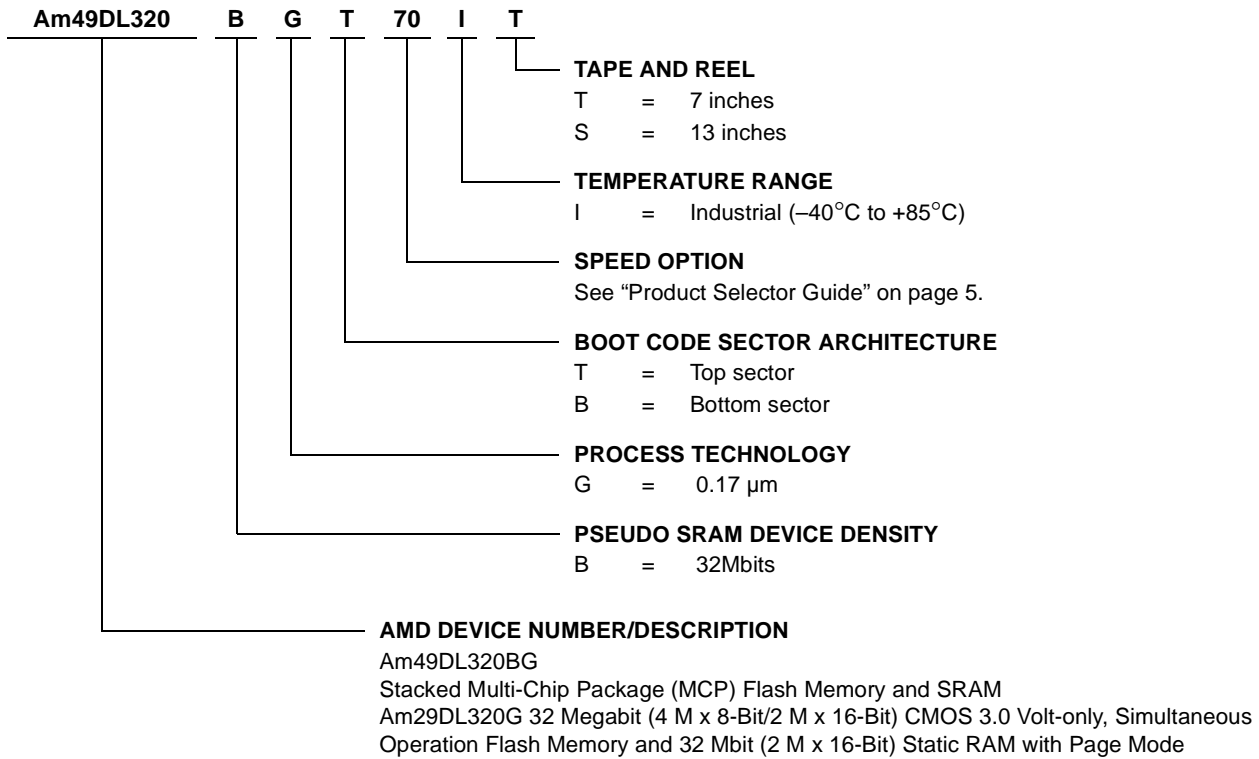 Am49DL320 B G T 70 I T
TAPE AND REEL
T = 7 inches
S = 13 inches
TEMPERATURE RANGE
I = Industrial (–40°C to +85°C)
SPEED OPTION
See “Product Selector Guide” on page 5.
BOOT CODE SECTOR ARCHITECTURE
T = Top sector
B = Bottom sector
PROCESS TECHNOLOGY
G = 0.17 µm
PSEUDO SRAM DEVICE DENSITY
B = 32Mbits
AMD DEVICE NUMBER/DESCRIPTION
Am49DL320BG
Stacked Multi-Chip Package (MCP) Flash Memory and SRAM
Am29DL320G 32 Megabit (4 M x 8-Bit/2 M x 16-Bit) CMOS 3.0 Volt-only, Simultaneous
Operation Flash Memory and 32 Mbit (2 M x 16-Bit) Static RAM with Page Mode